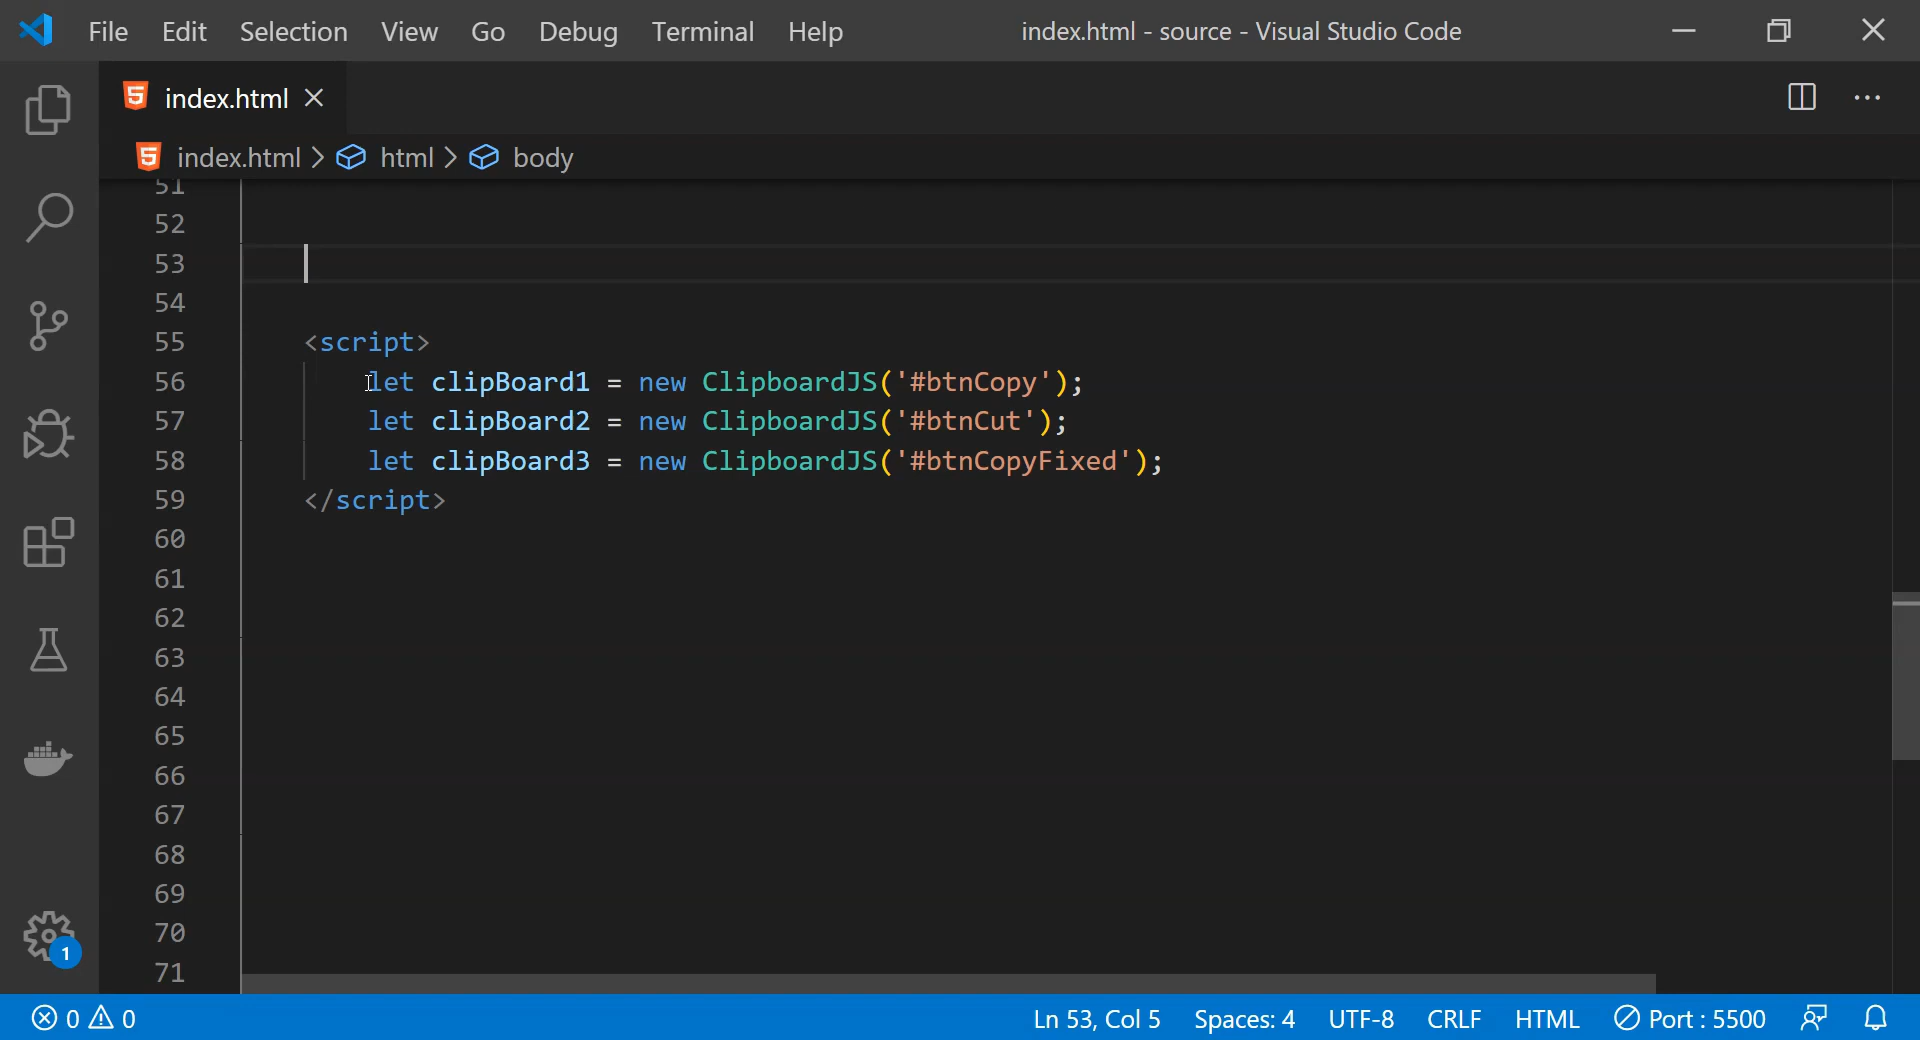 File Edit Selection View Go Debug Terminal Help index.html - source - Visual Studio Code
index.html
index.html > html > body
51
52
53
54
55 <script>
56 let clipBoard1 = new ClipboardJS('#btnCopy');
57 let clipBoard2 = new ClipboardJS('#btnCut');
58 let clipBoard3 = new ClipboardJS('#btnCopyFixed');
59 </script>
60
61
62
63
64
65
66
67
68
69
70
71
1
0 0 Ln 53, Col 5 Spaces: 4 UTF-8 CRLF HTML Port : 5500